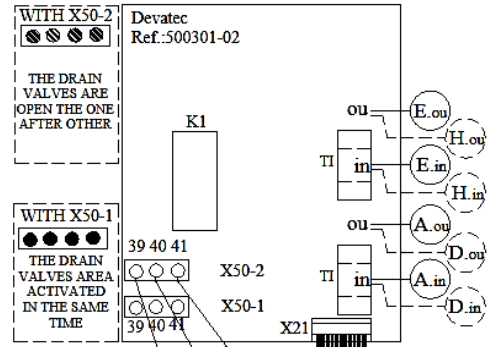 WITH X50-2
THE DRAIN
VALVES ARE
OPEN THE ONE
AFTER OTHER
WITH X50-1
THE DRAIN
VALVES AREA
ACTIVATED
IN THE SAME
TIME
Devatec
Ref.:500301-02
K1
39 40 41
X50-2
X50-1
39 40 41
X21
ou
E.ou
H.ou
TI
in
E.in
H.in
ou
A.ou
D.ou
TI
in
A.in
D.in